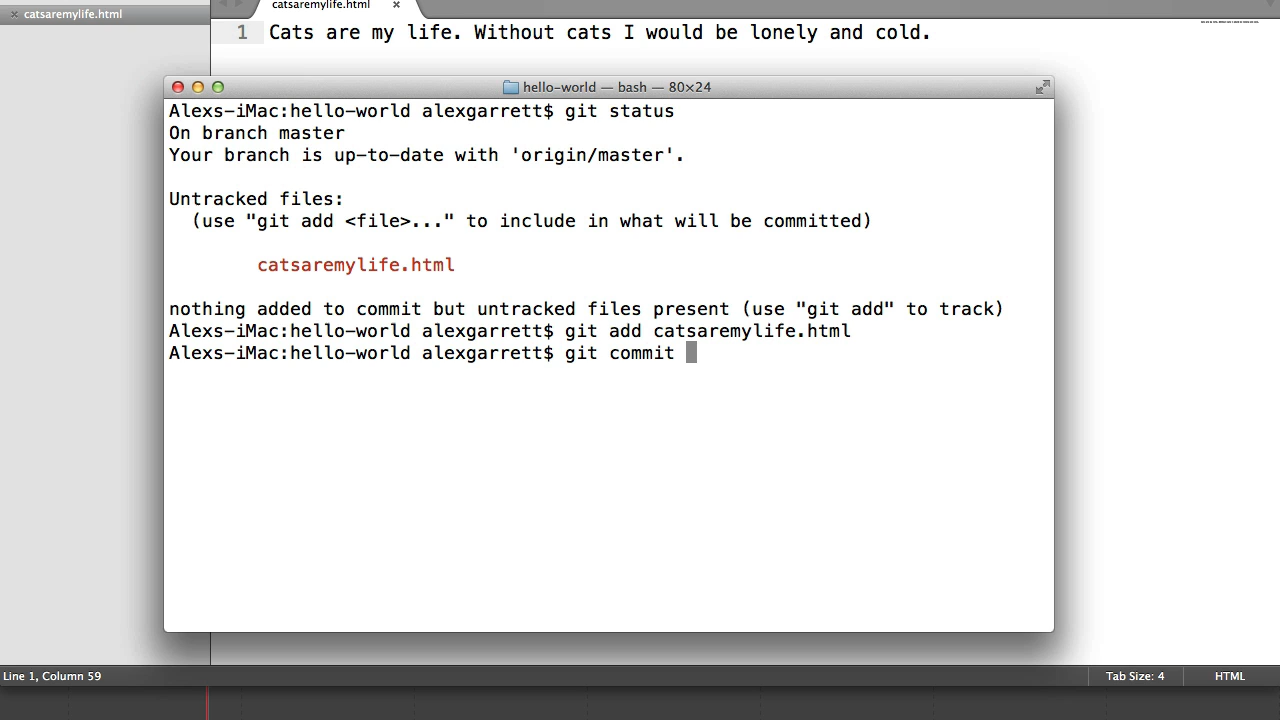 catsaremylife.html
catsaremylife.html
1 Cats are my life. Without cats I would be lonely and cold.
hello-world — bash — 80×24
Alexs-iMac:hello-world alexgarrett$ git status
On branch master
Your branch is up-to-date with 'origin/master'.
Untracked files:
(use "git add <file>..." to include in what will be committed)
catsaremylife.html
nothing added to commit but untracked files present (use "git add" to track)
Alexs-iMac:hello-world alexgarrett$ git add catsaremylife.html
Alexs-iMac:hello-world alexgarrett$ git commit
Line 1, Column 59
Tab Size: 4
HTML